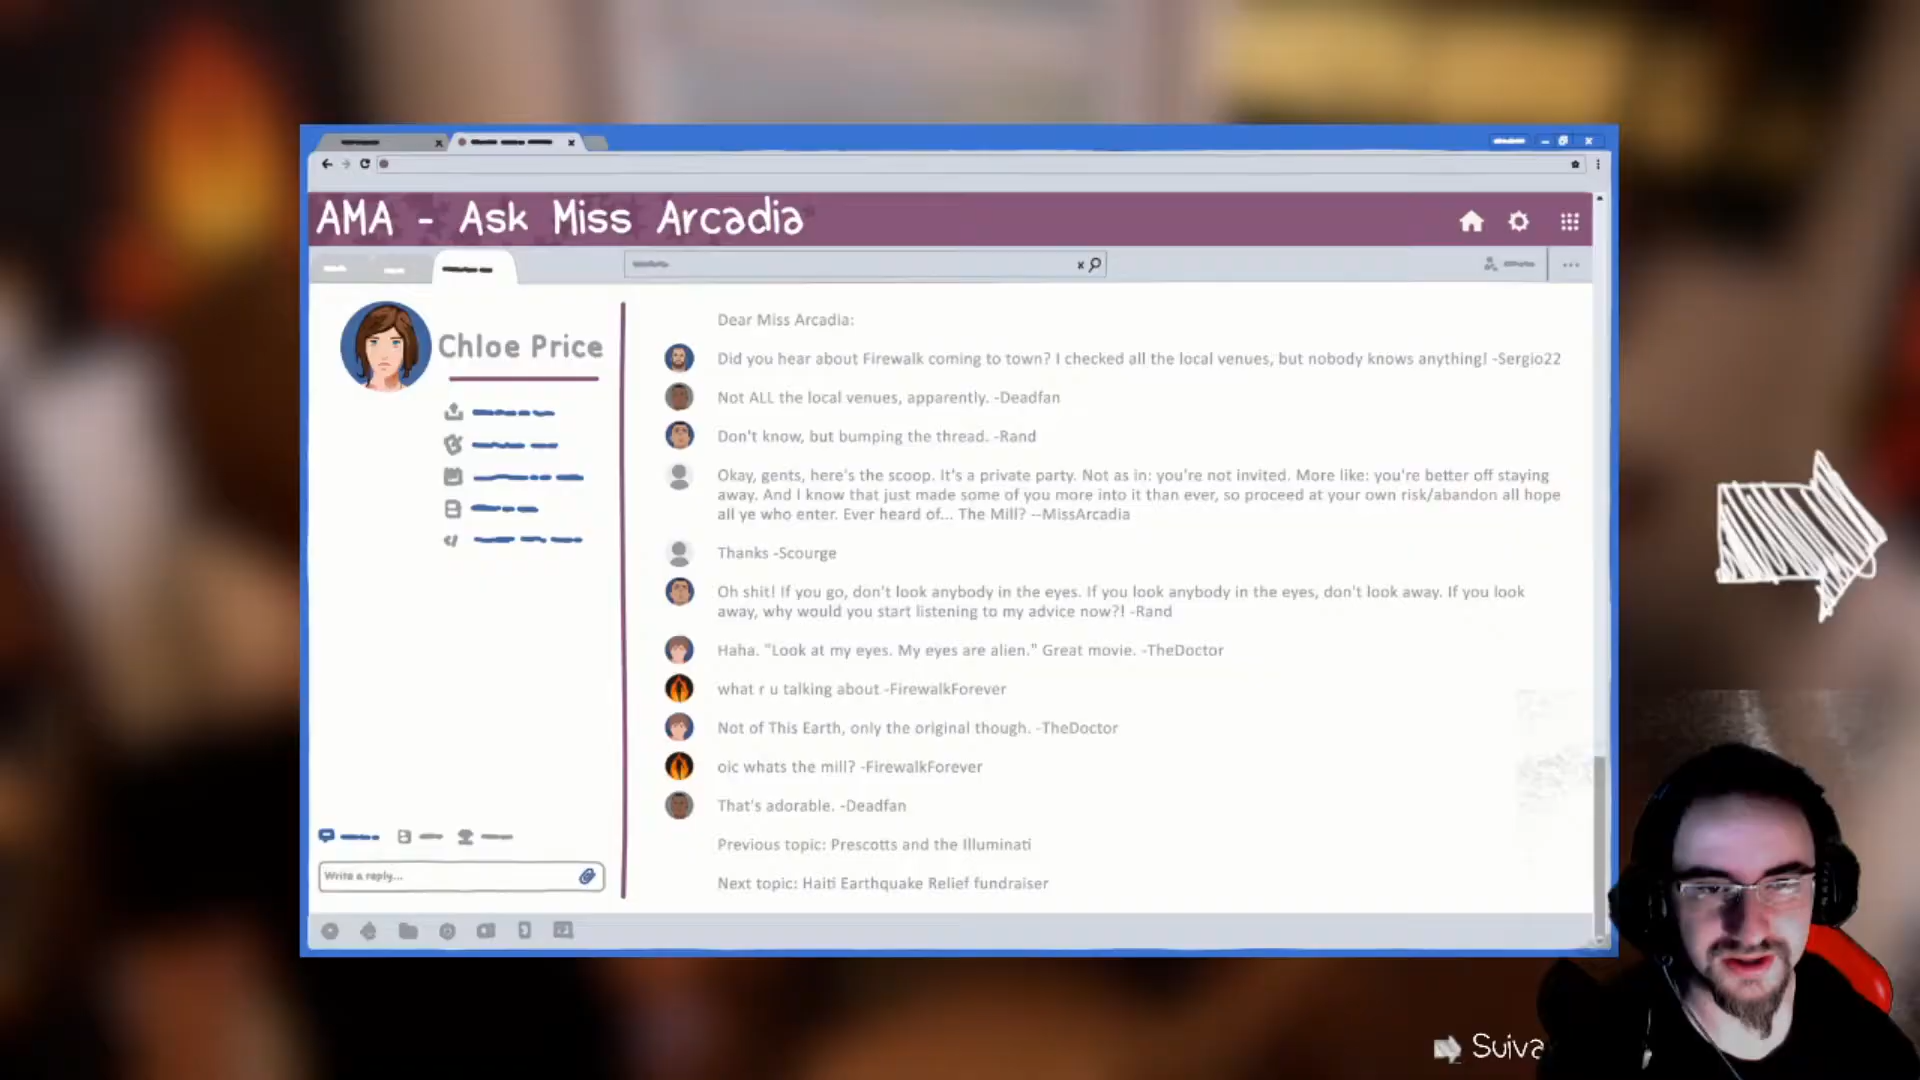 AMA - Ask Miss Arcadia
Chloe Price
Dear Miss Arcadia:
Did you hear about Firewalk coming to town? I checked all the local venues, but nobody knows anything! -Sergio22
Not ALL the local venues, apparently. -Deadfan
Don't know, but bumping the thread. -Rand
Okay, gents, here's the scoop. It's a private party. Not as in: you're not invited. More like: you're better off staying
away. And I know that just made some of you more into it than ever, so proceed at your own risk/abandon all hope
all ye who enter. Ever heard of... The Mill? --MissArcadia
Thanks -Scourge
Oh shit! If you go, don't look anybody in the eyes. If you look anybody in the eyes, don't look away. If you look
away, why would you start listening to my advice now?! -Rand
Haha. "Look at my eyes. My eyes are alien." Great movie. -TheDoctor
what r u talking about -FirewalkForever
Not of This Earth, only the original though. -TheDoctor
oic whats the mill? -FirewalkForever
That's adorable. -Deadfan
Previous topic: Prescotts and the Illuminati
Next topic: Haiti Earthquake Relief fundraiser
Write a reply...
Suiva